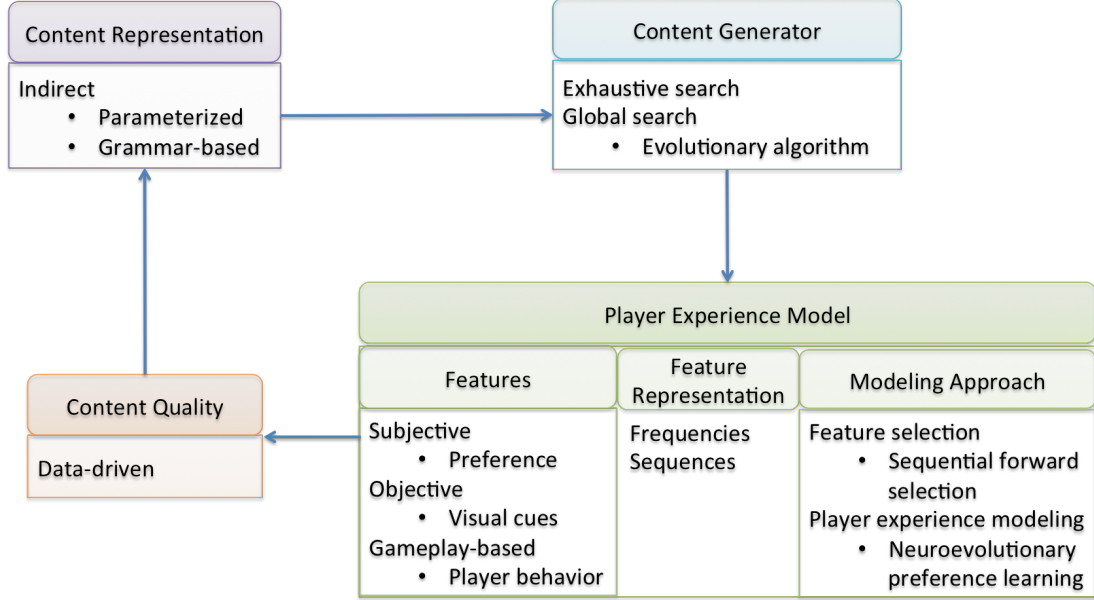 Content Representation
Indirect
• Parameterized
• Grammar-based
Content Generator
Exhaustive search
Global search
• Evolutionary algorithm
Player Experience Model
Features
Subjective
• Preference
Objective
• Visual cues
Gameplay-based
• Player behavior
Feature
Representation
Frequencies
Sequences
Modeling Approach
Feature selection
• Sequential forward
selection
Player experience modeling
• Neuroevolutionary
preference learning
Content Quality
Data-driven